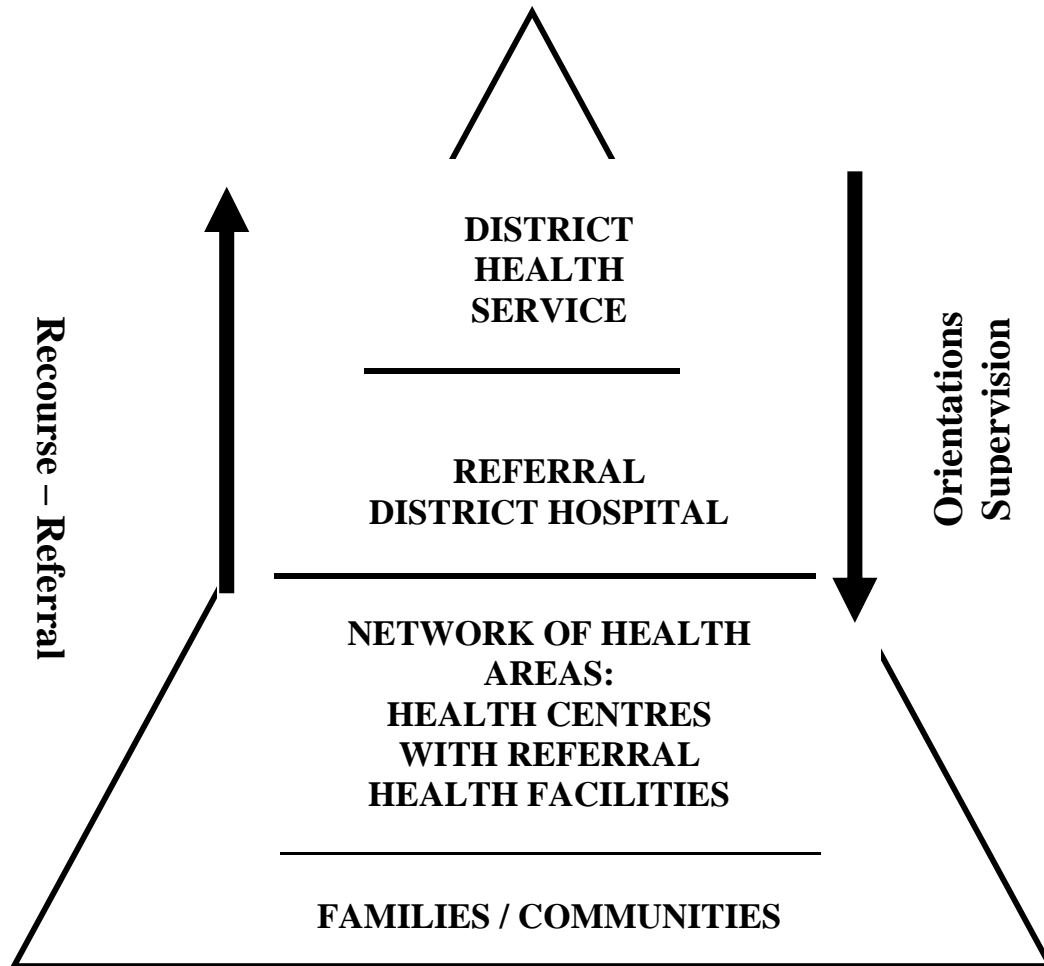 DISTRICT
HEALTH
SERVICE
Recourse – Referral
Orientations
Supervision
REFERRAL
DISTRICT HOSPITAL
NETWORK OF HEALTH
AREAS:
HEALTH CENTRES
WITH REFERRAL
HEALTH FACILITIES
FAMILIES / COMMUNITIES